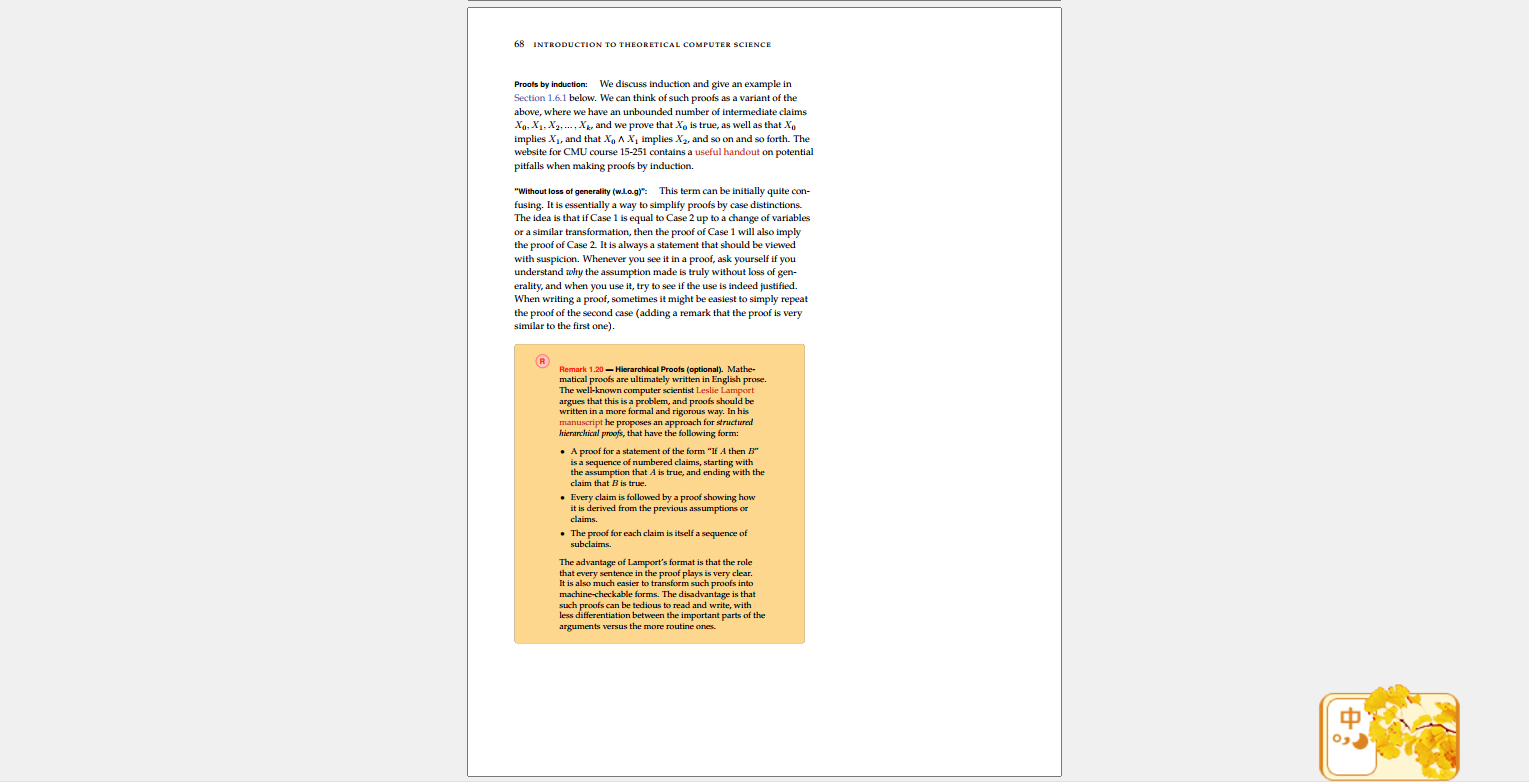 68 INTRODUCTION TO THEORETICAL COMPUTER SCIENCE
Proofs by induction: We discuss induction and give an example in
Section 1.6.1 below. We can think of such proofs as a variant of the
above, where we have an unbounded number of intermediate claims
X₀, X₁, X₂, … , Xₖ, and we prove that X₀ is true, as well as that X₀
implies X₁, and that X₀ ∧ X₁ implies X₂, and so on and so forth. The
website for CMU course 15-251 contains a useful handout on potential
pitfalls when making proofs by induction.
"Without loss of generality (w.l.o.g)": This term can be initially quite con-
fusing. It is essentially a way to simplify proofs by case distinctions.
The idea is that if Case 1 is equal to Case 2 up to a change of variables
or a similar transformation, then the proof of Case 1 will also imply
the proof of Case 2. It is always a statement that should be viewed
with suspicion. Whenever you see it in a proof, ask yourself if you
understand why the assumption made is truly without loss of gen-
erality, and when you use it, try to see if the use is indeed justified.
When writing a proof, sometimes it might be easiest to simply repeat
the proof of the second case (adding a remark that the proof is very
similar to the first one).
R
Remark 1.20 — Hierarchical Proofs (optional). Mathe-
matical proofs are ultimately written in English prose.
The well-known computer scientist Leslie Lamport
argues that this is a problem, and proofs should be
written in a more formal and rigorous way. In his
manuscript he proposes an approach for structured
hierarchical proofs, that have the following form:
• A proof for a statement of the form “If A then B”
is a sequence of numbered claims, starting with
the assumption that A is true, and ending with the
claim that B is true.
• Every claim is followed by a proof showing how
it is derived from the previous assumptions or
claims.
• The proof for each claim is itself a sequence of
subclaims.
The advantage of Lamport’s format is that the role
that every sentence in the proof plays is very clear.
It is also much easier to transform such proofs into
machine-checkable forms. The disadvantage is that
such proofs can be tedious to read and write, with
less differentiation between the important parts of the
arguments versus the more routine ones.
中